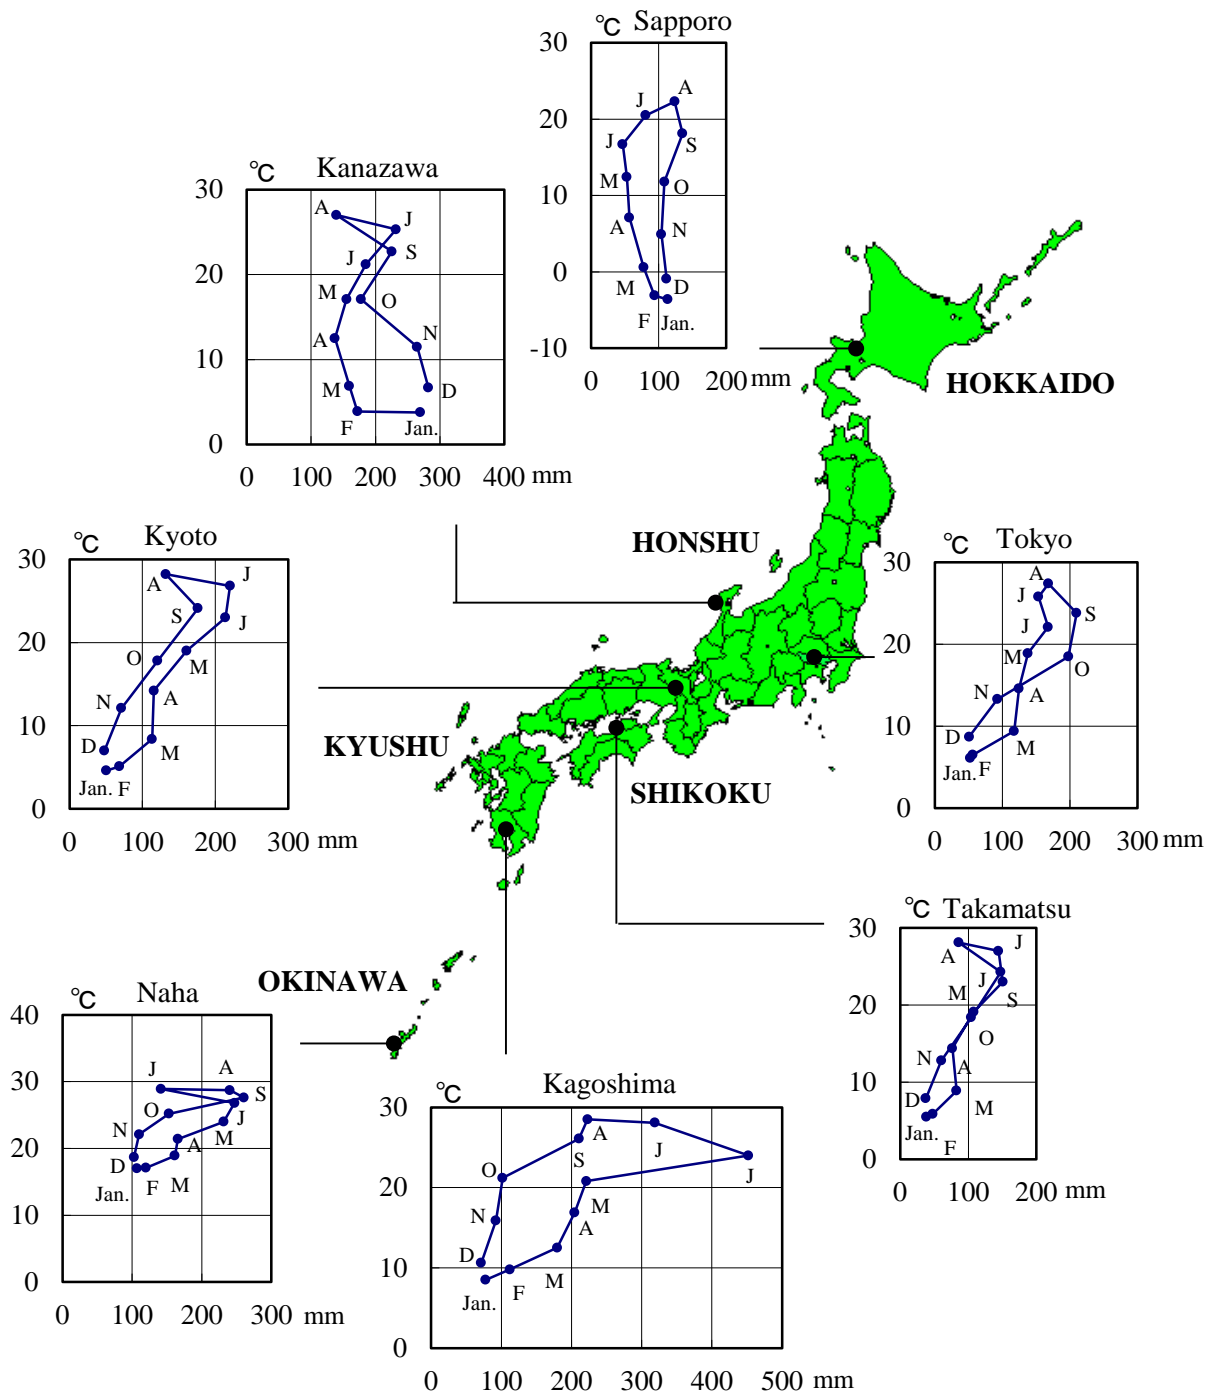 ℃ Sapporo
30
20
10
0
-10
J
A
J
S
M
O
A
N
M
D
F
Jan.
0 100 200 mm
℃ Kanazawa
30
20
10
0
A
J
S
J
M
O
A
N
M
D
F
Jan.
0 100 200 300 400 mm
HOKKAIDO
HONSHU
KYUSHU
SHIKOKU
OKINAWA
℃ Kyoto
30
20
10
0
A
J
S
J
O
M
N
A
D
M
Jan. F
0 100 200 300 mm
℃ Tokyo
30
20
10
0
A
J
S
J
M
O
N
A
D
M
Jan. F
0 100 200 300 mm
℃ Takamatsu
30
20
10
0
J
A
J
M
S
O
N
A
D
M
Jan.
F
0 100 200 mm
℃ Naha
40
30
20
10
0
J
A
S
O
J
N
M
A
D
F
M
Jan.
0 100 200 300 mm
℃ Kagoshima
30
20
10
0
A
J
S
O
J
M
N
A
D
M
F
Jan.
0 100 200 300 400 500 mm